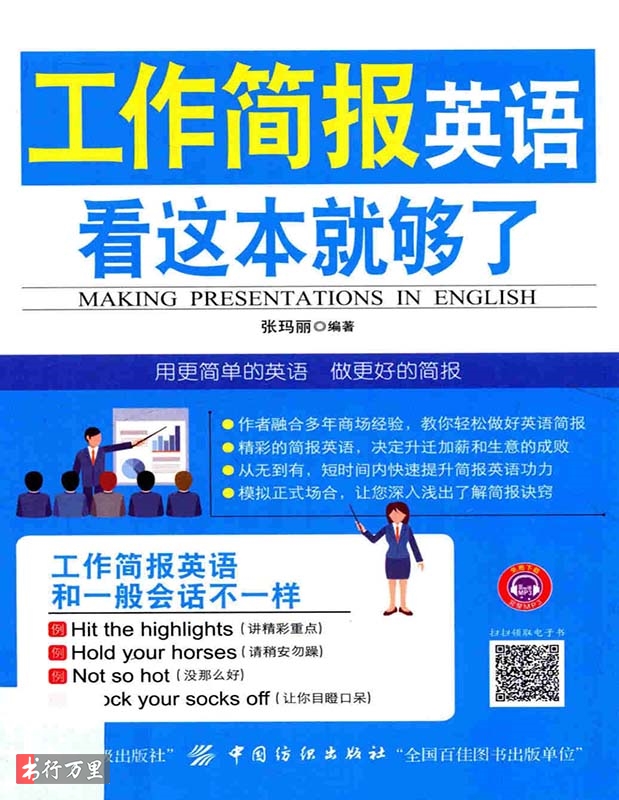 工作简报英语
看这本就够了
MAKING PRESENTATIONS IN ENGLISH
张玛丽◎编著
用更简单的英语 做更好的简报
作者融合多年商场经验，教你轻松做好英语简报
精彩的简报英语，决定升迁加薪和生意的成败
从无到有，短时间内快速提升简报英语功力
模拟正式场合，让您深入浅出了解简报诀窍
工作简报英语
和一般会话不一样
例 Hit the highlights (讲精彩重点)
例 Hold your horses (请稍安勿躁)
例 Not so hot (没那么好)
ock your socks off (让你目瞪口呆)
免费下载
MP3
扫扫领取电子书
级出版社” 中国纺织出版社 “全国百佳图书出版单位”
书行万里